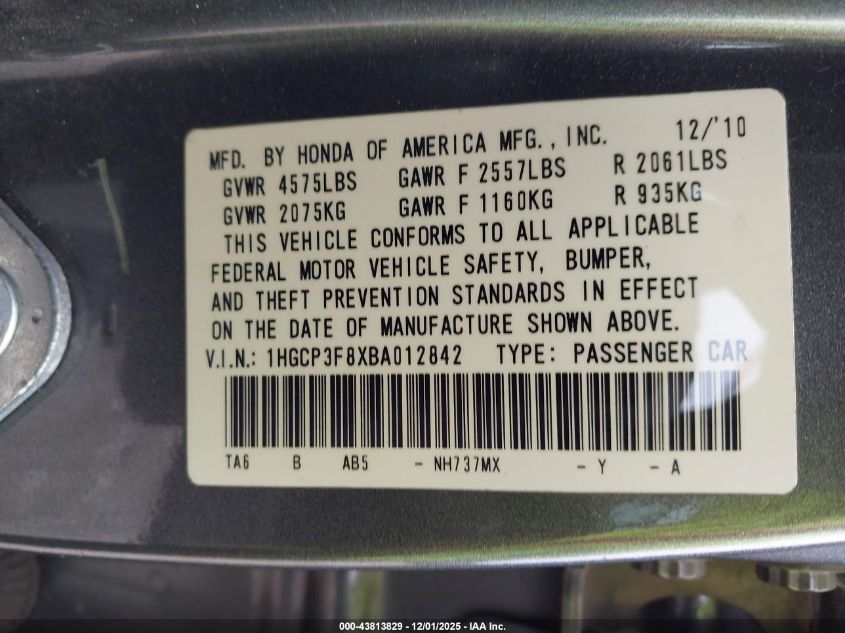 MFD. BY HONDA OF AMERICA MFG., INC. 12/'10
GVWR 4575LBS GAWR F 2557LBS R 2061LBS
GVWR 2075KG GAWR F 1160KG R 935KG
THIS VEHICLE CONFORMS TO ALL APPLICABLE
FEDERAL MOTOR VEHICLE SAFETY, BUMPER,
AND THEFT PREVENTION STANDARDS IN EFFECT
ON THE DATE OF MANUFACTURE SHOWN ABOVE.
V.I.N.: 1HGCP3F8XBA012842 TYPE: PASSENGER CAR
TA6 B AB5 - NH737MX - Y - A
000-43813829 - 12/01/2025 - IAA Inc.